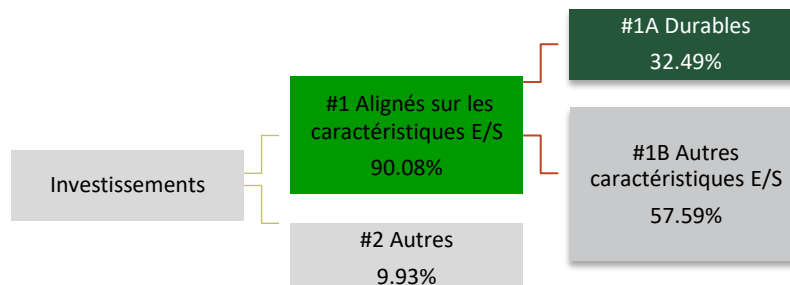 Investissements
#1 Alignés sur les
caractéristiques E/S
90.08%
#2 Autres
9.93%
#1A Durables
32.49%
#1B Autres
caractéristiques E/S
57.59%